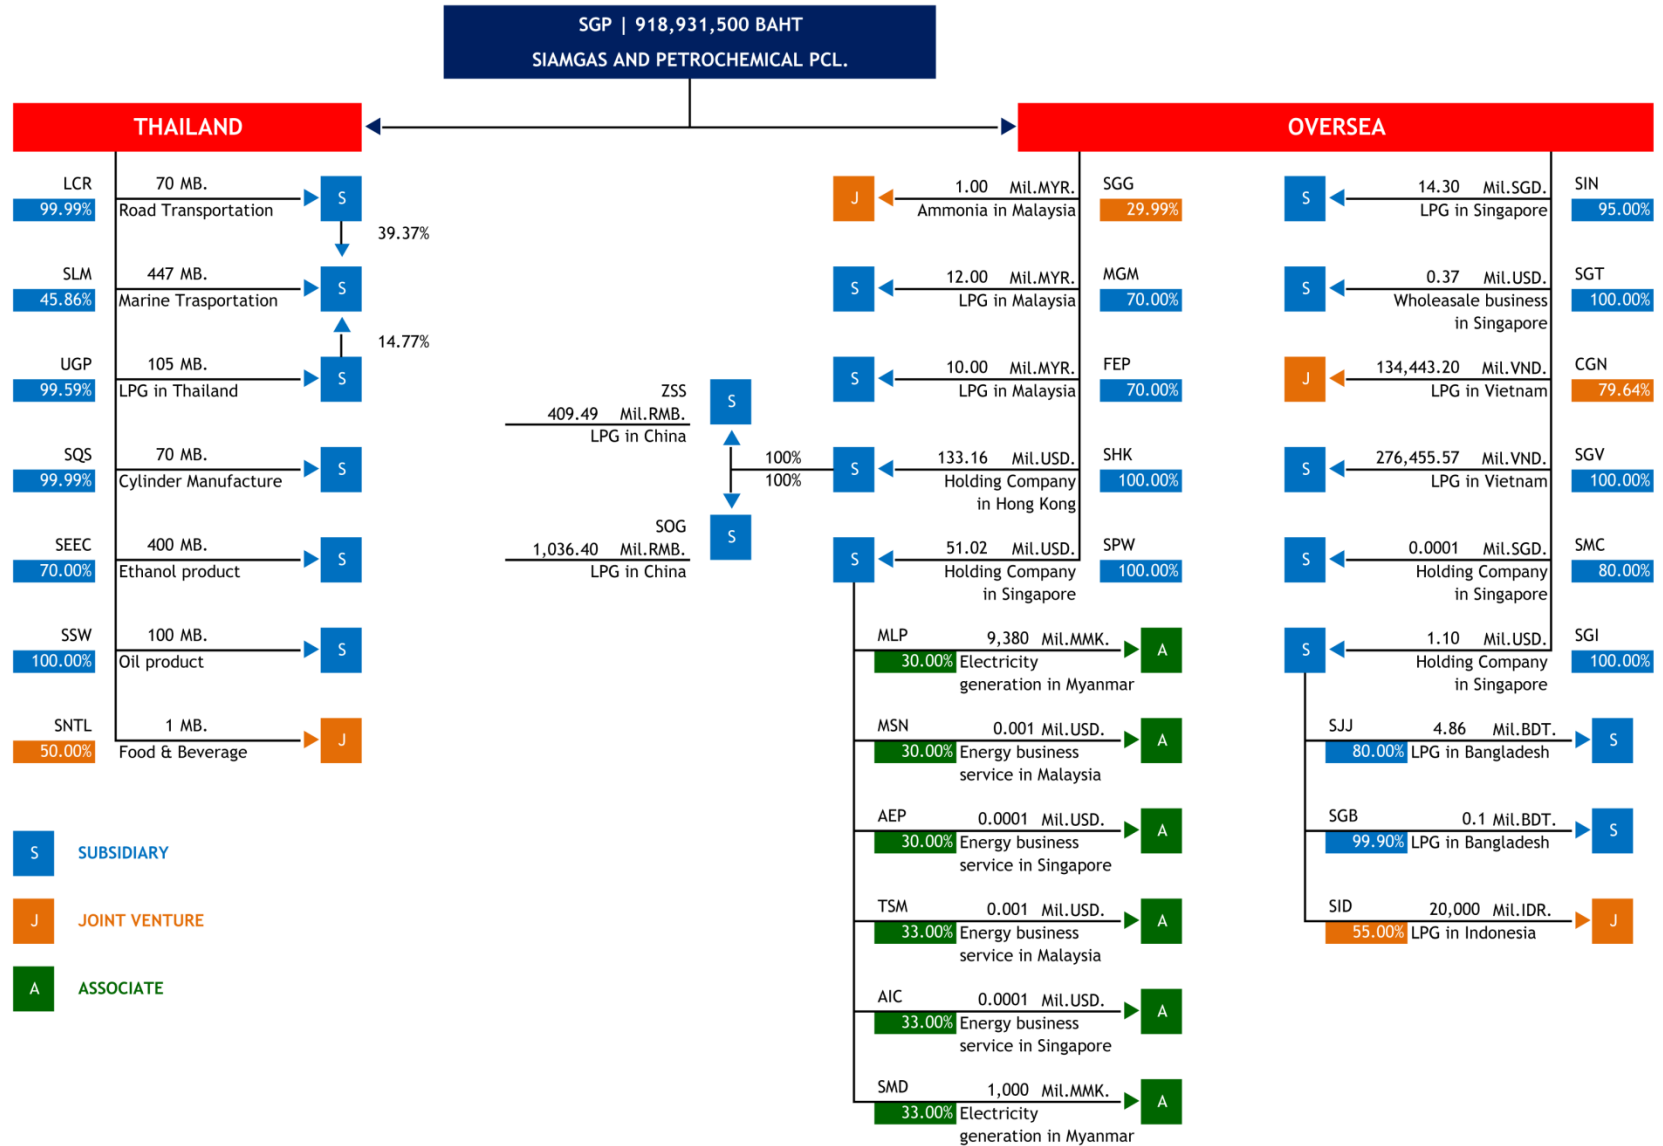 SGP | 918,931,500 BAHT
SIAMGAS AND PETROCHEMICAL PCL.
THAILAND
LCR
99.99%
70 MB.
Road Transportation
S
39.37%
SLM
45.86%
447 MB.
Marine Trasportation
S
14.77%
UGP
99.59%
105 MB.
LPG in Thailand
S
SQS
99.99%
70 MB.
Cylinder Manufacture
S
SEEC
70.00%
400 MB.
Ethanol product
S
SSW
100.00%
100 MB.
Oil product
S
SNTL
50.00%
1 MB.
Food & Beverage
J
S SUBSIDIARY
J JOINT VENTURE
A ASSOCIATE
OVERSEA
J
1.00 Mil.MYR.
Ammonia in Malaysia
SGG
29.99%
S
12.00 Mil.MYR.
LPG in Malaysia
MGM
70.00%
S
10.00 Mil.MYR.
LPG in Malaysia
FEP
70.00%
S
133.16 Mil.USD.
Holding Company
in Hong Kong
SHK
100.00%
100%
100%
ZSS
409.49 Mil.RMB.
LPG in China
S
SOG
1,036.40 Mil.RMB.
LPG in China
S
S
51.02 Mil.USD.
Holding Company
in Singapore
SPW
100.00%
MLP 9,380 Mil.MMK.
30.00% Electricity
generation in Myanmar
A
MSN 0.001 Mil.USD.
30.00% Energy business
service in Malaysia
A
AEP 0.0001 Mil.USD.
30.00% Energy business
service in Singapore
A
TSM 0.001 Mil.USD.
33.00% Energy business
service in Malaysia
A
AIC 0.0001 Mil.USD.
33.00% Energy business
service in Singapore
A
SMD 1,000 Mil.MMK.
33.00% Electricity
generation in Myanmar
A
S
14.30 Mil.SGD.
LPG in Singapore
SIN
95.00%
S
0.37 Mil.USD.
Wholeasale business
in Singapore
SGT
100.00%
J
134,443.20 Mil.VND.
LPG in Vietnam
CGN
79.64%
S
276,455.57 Mil.VND.
LPG in Vietnam
SGV
100.00%
S
0.0001 Mil.SGD.
Holding Company
in Singapore
SMC
80.00%
S
1.10 Mil.USD.
Holding Company
in Singapore
SGI
100.00%
SJJ 4.86 Mil.BDT.
80.00% LPG in Bangladesh
S
SGB 0.1 Mil.BDT.
99.90% LPG in Bangladesh
S
SID 20,000 Mil.IDR.
55.00% LPG in Indonesia
J